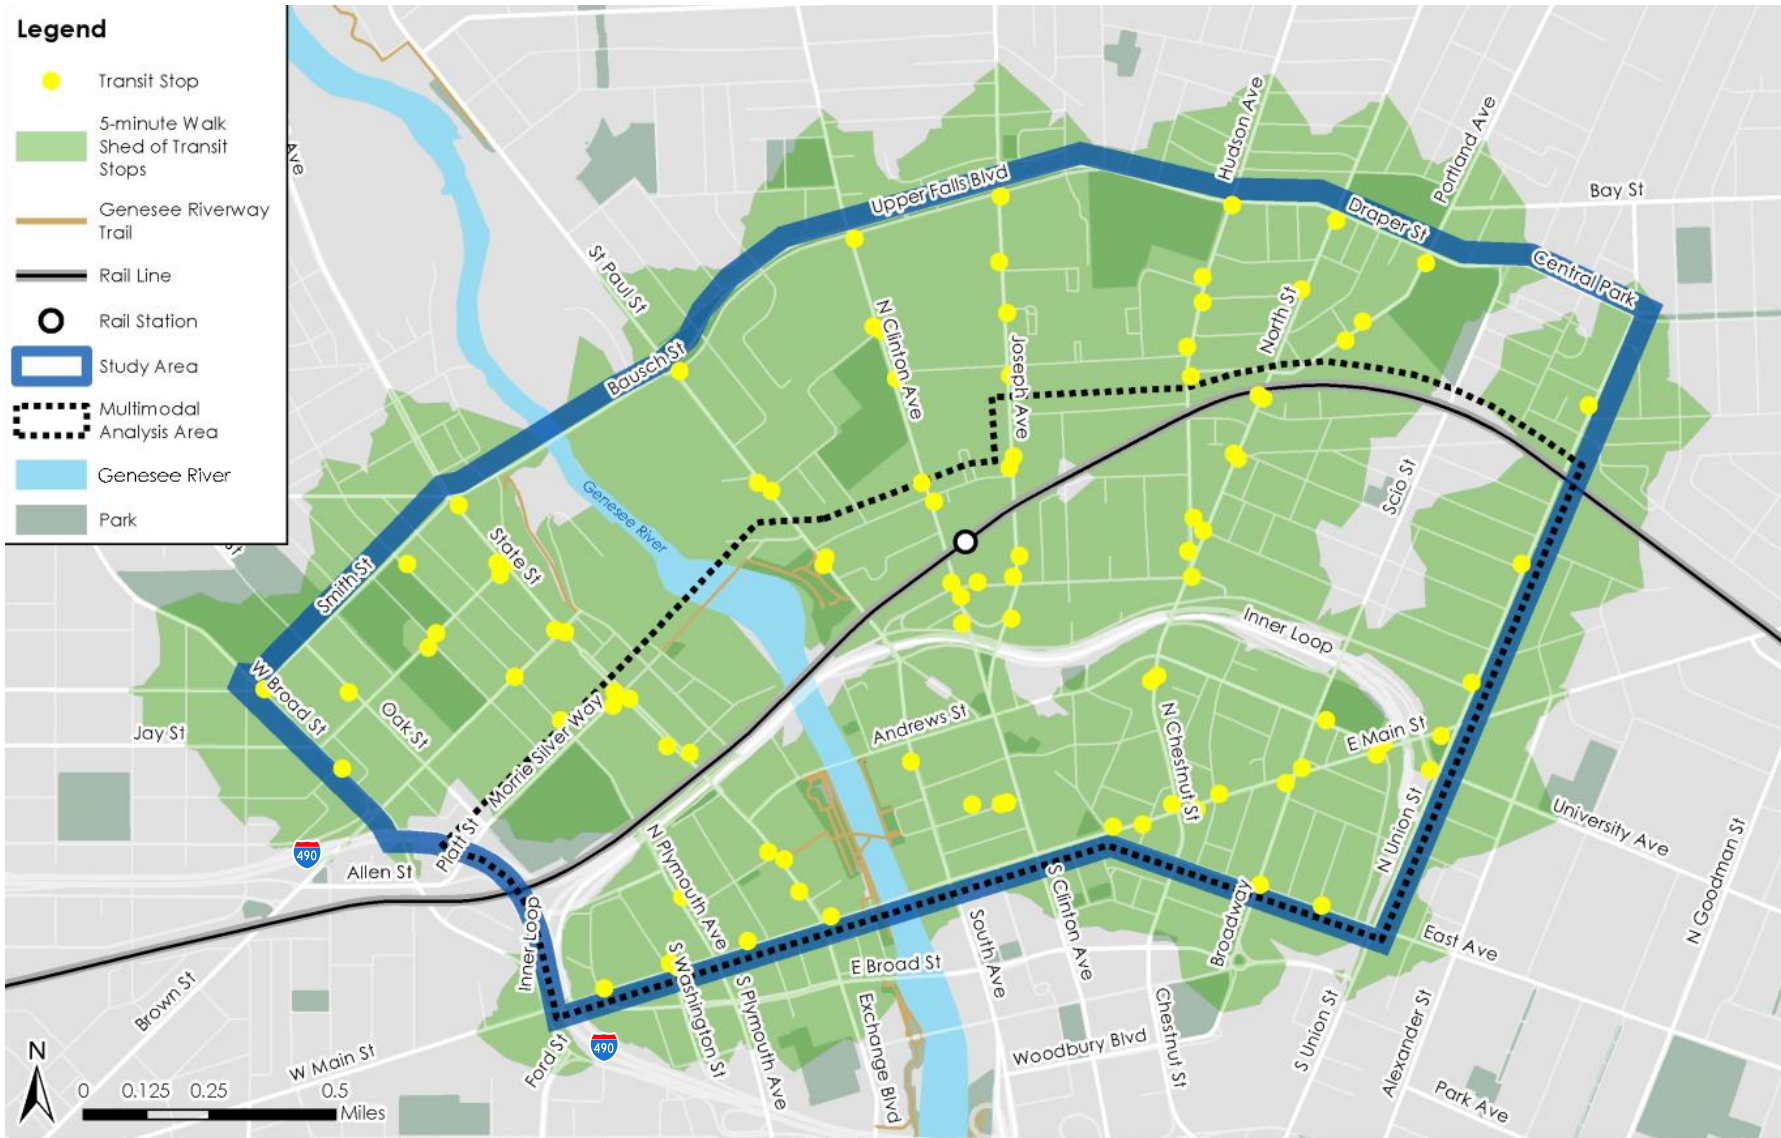 Legend
Transit Stop
5-minute Walk
Shed of Transit
Stops
Genesee Riverway
Trail
Rail Line
Rail Station
Study Area
Multimodal
Analysis Area
Genesee River
Park
Ave
St
Hudson Ave
Portland Ave
Bay St
Upper Falls Blvd
Draper St
Central Park
St Paul St
N Clinton Ave
North St
Joseph Ave
Bausch St
Scio St
Genesee River
State St
Smith St
Inner Loop
W Broad St
Oak St
Jay St
Andrews St
N Chestnut St
E Main St
Morrie Silver Way
Platt St
490
Allen St
N Plymouth Ave
N Union St
University Ave
N Goodman St
Inner Loop
S Clinton Ave
South Ave
Broadway
East Ave
E Broad St
S Washington St
S Plymouth Ave
Exchange Blvd
Chestnut St
Brown St
W Main St
Ford St
490
Woodbury Blvd
S Union St
Alexander St
Park Ave
N
0 0.125 0.25 0.5
Miles